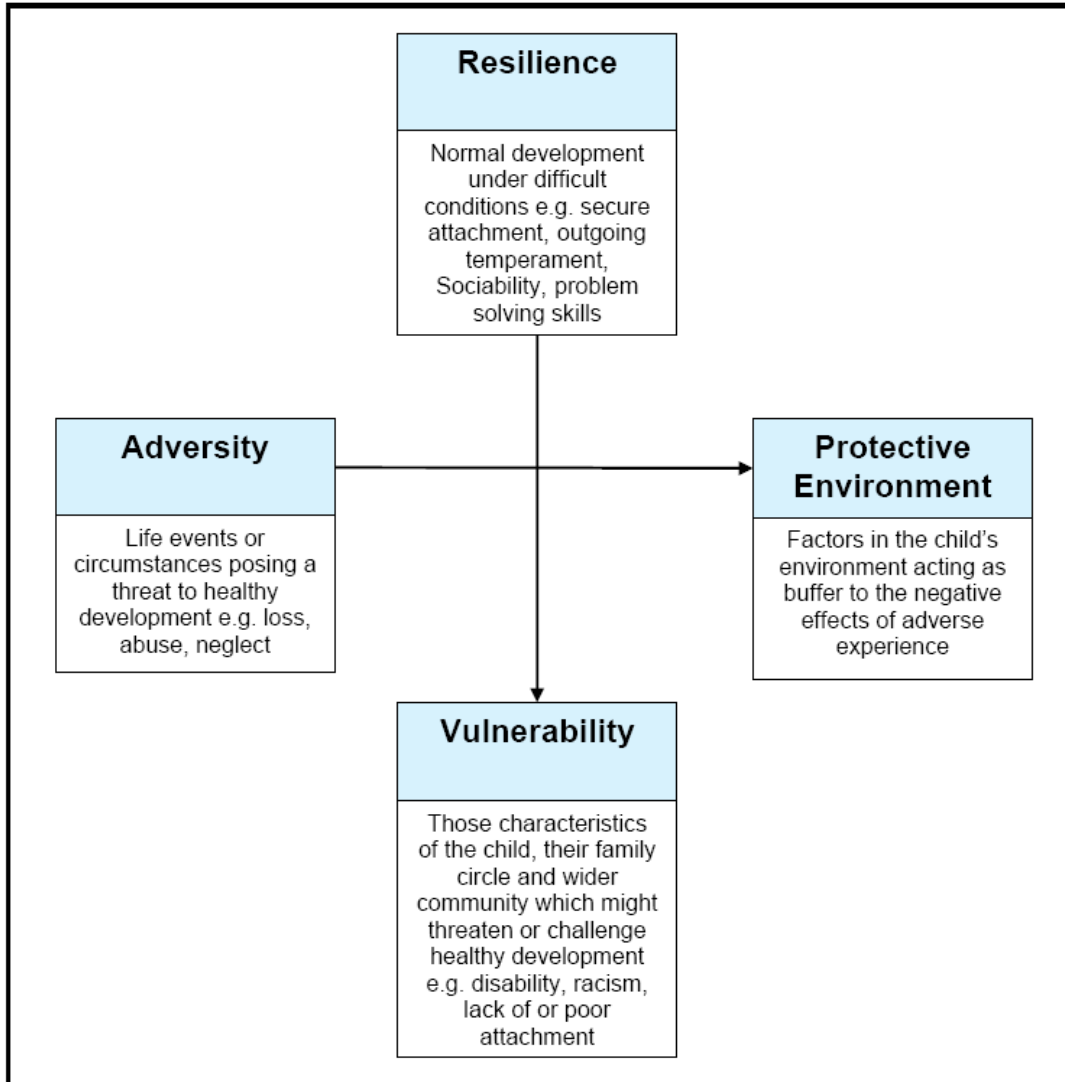 Resilience
Normal development
under difficult
conditions e.g. secure
attachment, outgoing
temperament,
Sociability, problem
solving skills
Adversity
Life events or
circumstances posing a
threat to healthy
development e.g. loss,
abuse, neglect
Protective
Environment
Factors in the child’s
environment acting as
buffer to the negative
effects of adverse
experience
Vulnerability
Those characteristics
of the child, their family
circle and wider
community which might
threaten or challenge
healthy development
e.g. disability, racism,
lack of or poor
attachment